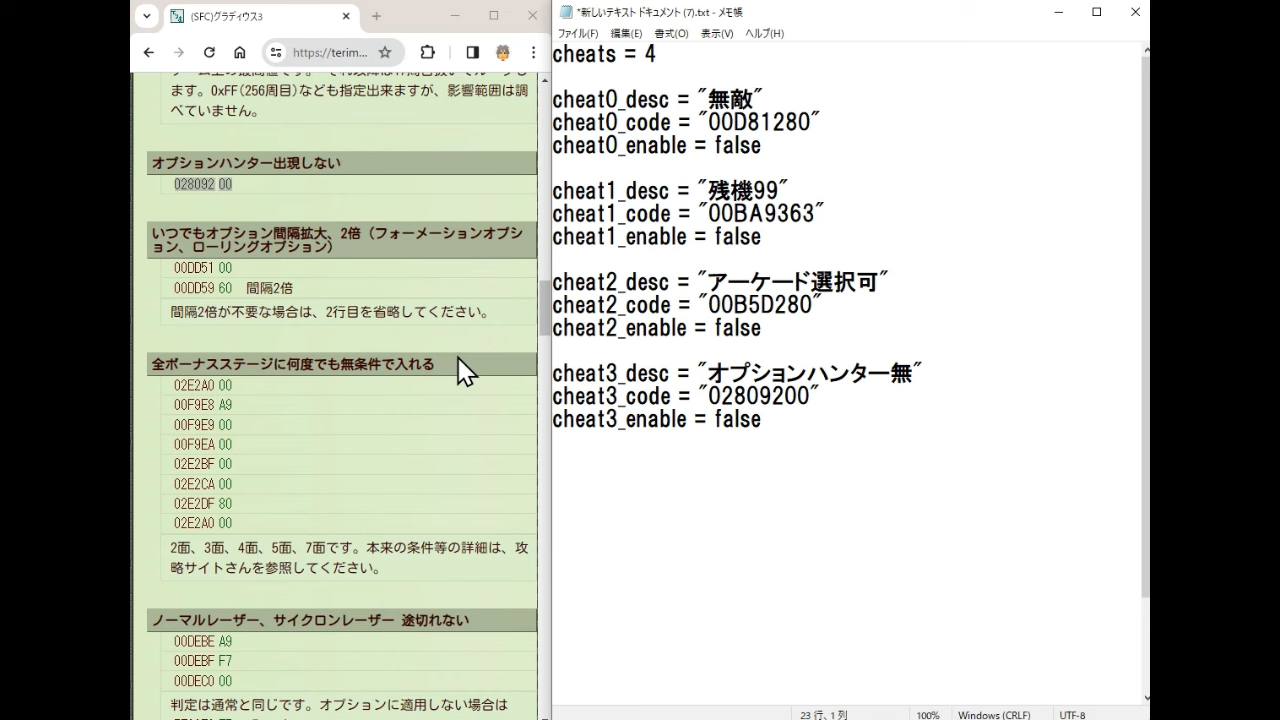 (SFC)グラディウス3
https://terim...
ます。0xFF(256周目)なども指定出来ますが、影響範囲は調
べていません。
オプションハンター出現しない
028092 00
いつでもオプション間隔拡大、2倍（フォーメーションオプシ
ョン、ローリングオプション）
00DD51 00
00DD59 60 間隔2倍
間隔2倍が不要な場合は、2行目を省略してください。
全ボーナスステージに何度でも無条件で入れる
02E2A0 00
00F9E8 A9
00F9E9 00
00F9EA 00
02E2BF 00
02E2CA 00
02E2DF 80
02E2A0 00
2面、3面、4面、5面、7面です。本来の条件等の詳細は、攻
略サイトさんを参照してください。
ノーマルレーザー、サイクロンレーザー 途切れない
00DEBE A9
00DEBF F7
00DEC0 00
判定は通常と同じです。オプションに適用しない場合は
*新しいテキスト ドキュメント (7).txt - メモ帳
ファイル(F) 編集(E) 書式(O) 表示(V) ヘルプ(H)
cheats = 4
cheat0_desc = "無敵"
cheat0_code = "00D81280"
cheat0_enable = false
cheat1_desc = "残機99"
cheat1_code = "00BA9363"
cheat1_enable = false
cheat2_desc = "アーケード選択可"
cheat2_code = "00B5D280"
cheat2_enable = false
cheat3_desc = "オプションハンター無"
cheat3_code = "02809200"
cheat3_enable = false
23 行、1 列 100% Windows (CRLF) UTF-8